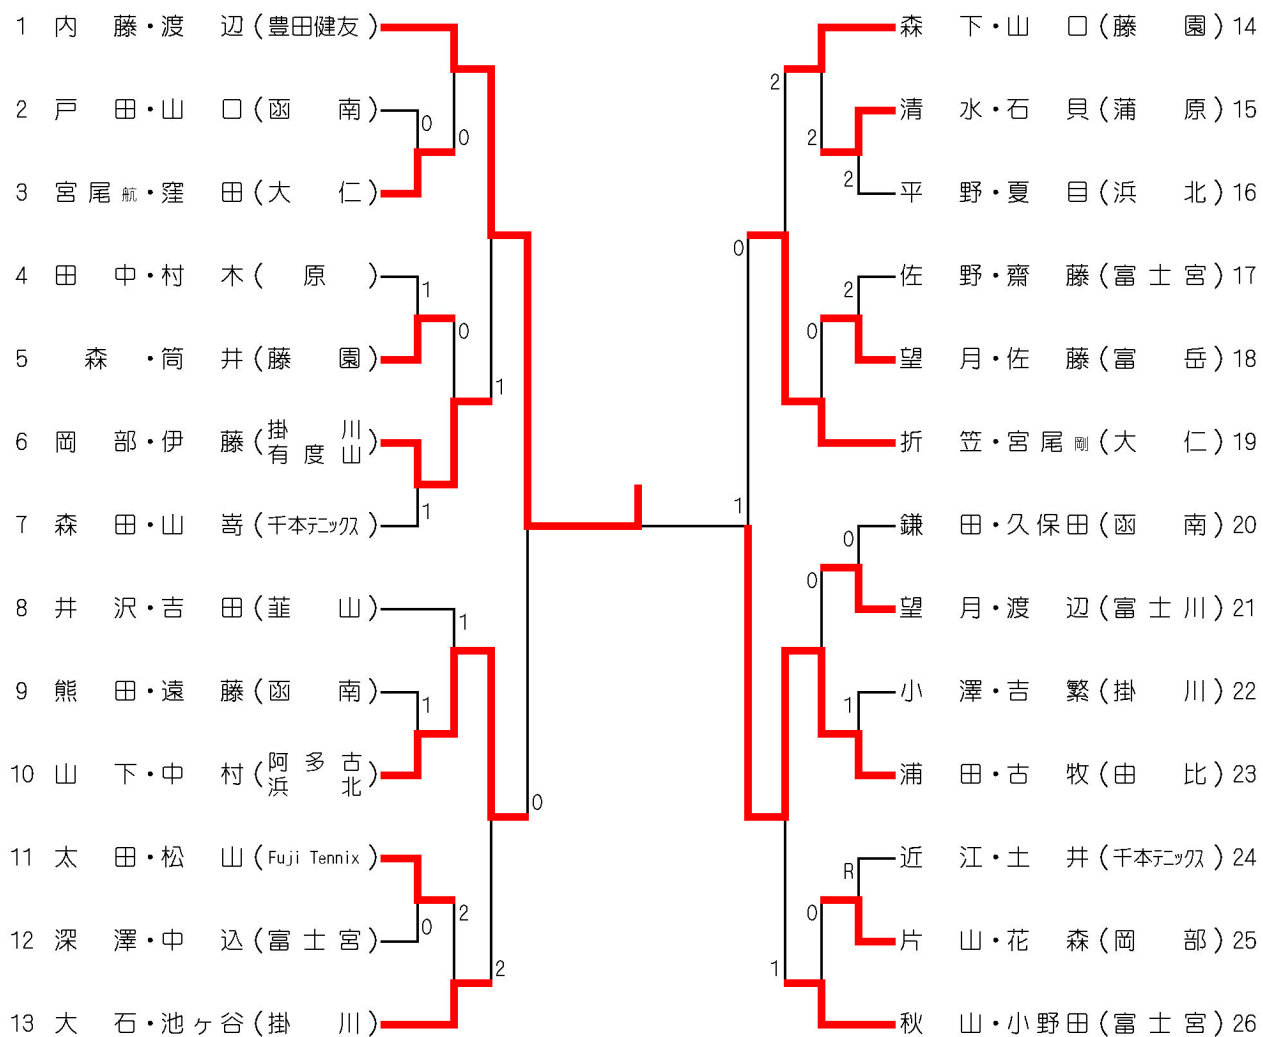 1 内藤・渡辺(豊田健友)
0
0
2 戸田・山口(函南)
3 宮尾航・窪田(大仁)
1
0
1
4 田中・村木(原)
5 森・筒井(藤園)
6 岡部・伊藤(掛川
有度山)
1
7 森田・山嵜(千本テニックス)
8 井沢・吉田(韮山)
1
1
0
9 熊田・遠藤(函南)
10 山下・中村(阿多古
浜北)
11 太田・松山(Fuji Tennix)
0
2
2
12 深澤・中込(富士宮)
13 大石・池ヶ谷(掛川)
森下・山口(藤園)14
2
2
2
清水・石貝(蒲原)15
平野・夏目(浜北)16
0
2
0
佐野・齋藤(富士宮)17
望月・佐藤(富岳)18
折笠・宮尾剛(大仁)19
1
0
0
鎌田・久保田(函南)20
望月・渡辺(富士川)21
1
小澤・吉繁(掛川)22
浦田・古牧(由比)23
R
0
1
近江・土井(千本テニックス)24
片山・花森(岡部)25
秋山・小野田(富士宮)26